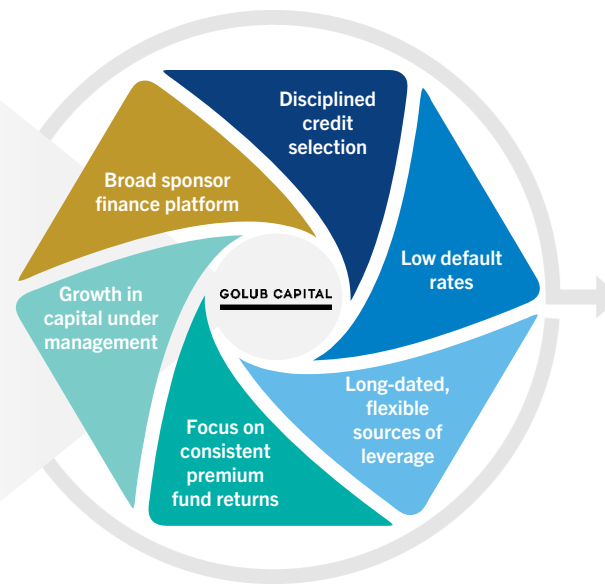 Disciplined
credit
selection
Low default
rates
Long-dated,
flexible
sources of
leverage
Focus on
consistent
premium
fund returns
Growth in
capital under
management
Broad sponsor
finance platform
GOLUB CAPITAL